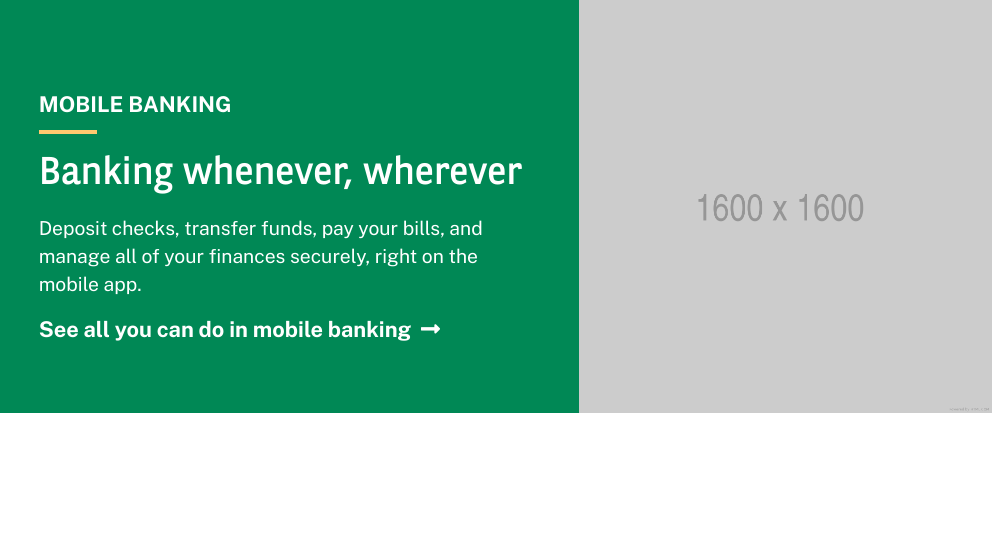 MOBILE BANKING
Banking whenever, wherever
Deposit checks, transfer funds, pay your bills, and
manage all of your finances securely, right on the
mobile app.
See all you can do in mobile banking →
1600 x 1600